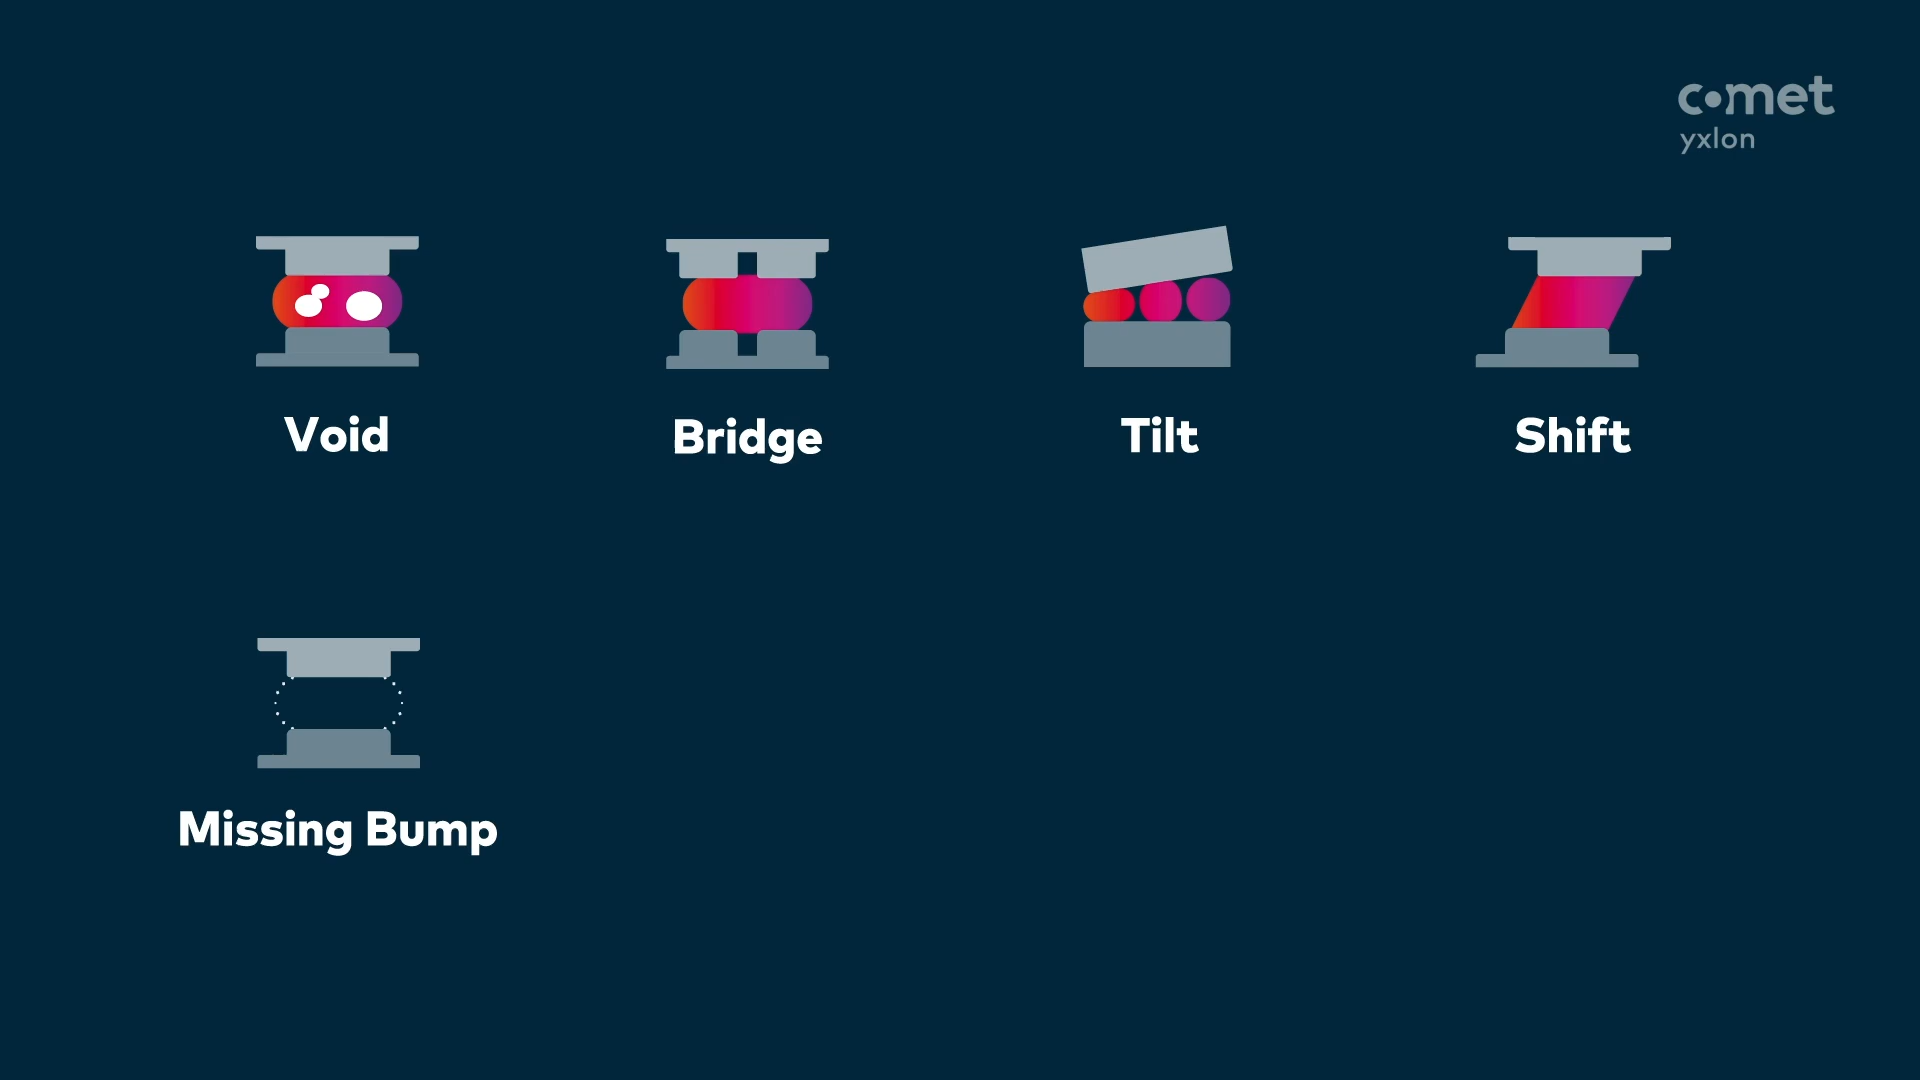 comet
yxlon
Void
Bridge
Tilt
Shift
Missing Bump